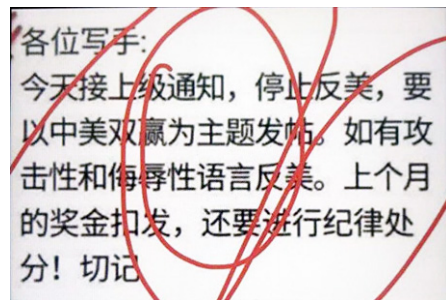 各位写手:
今天接上级通知，停止反美，要
以中美双赢为主题发帖。如有攻
击性和侮辱性语言反美。上个月
的奖金扣发，还要进行纪律处
分！切记